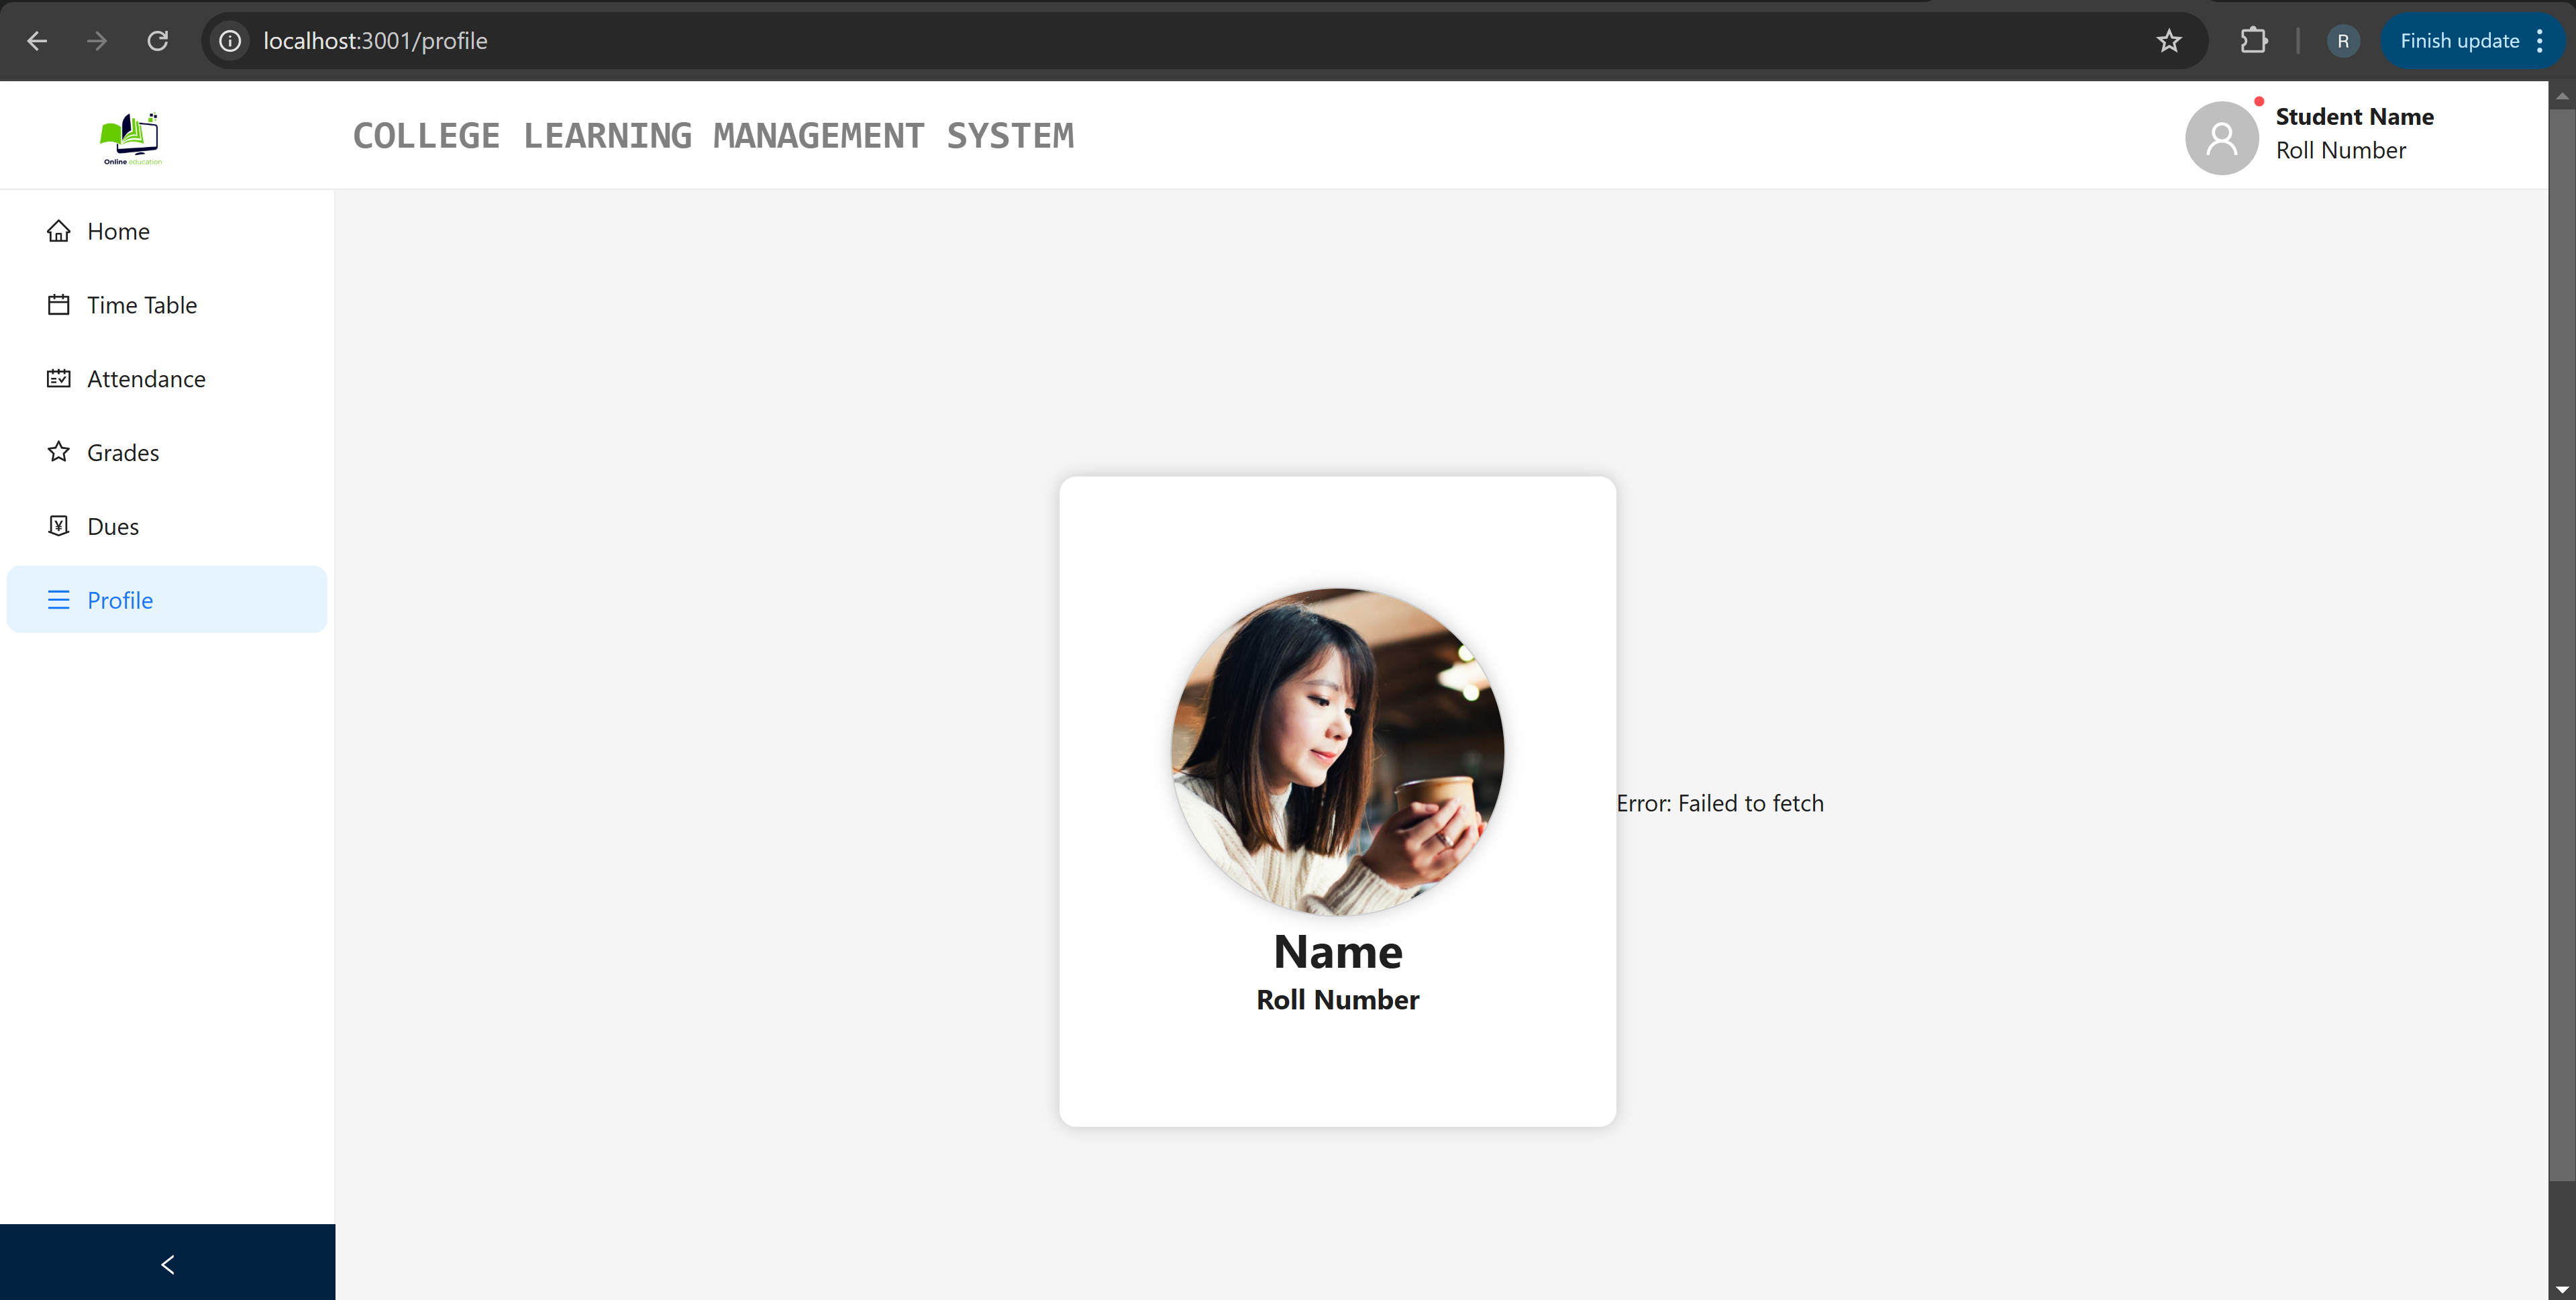 localhost:3001/profile
R
Finish update
Online education
COLLEGE LEARNING MANAGEMENT SYSTEM
Student Name
Roll Number
Home
Time Table
Attendance
Grades
¥
Dues
Profile
Error: Failed to fetch
Name
Roll Number